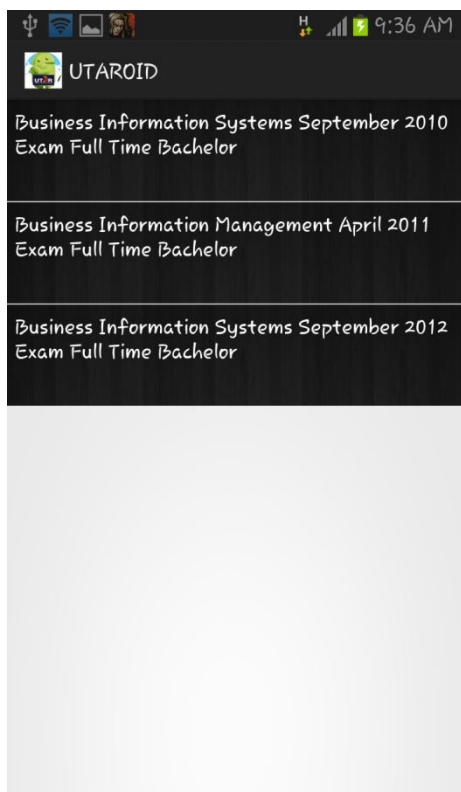 H
9:36 AM
UTAR
UTAROID
Business Information Systems September 2010
Exam Full Time Bachelor
Business Information Management April 2011
Exam Full Time Bachelor
Business Information Systems September 2012
Exam Full Time Bachelor